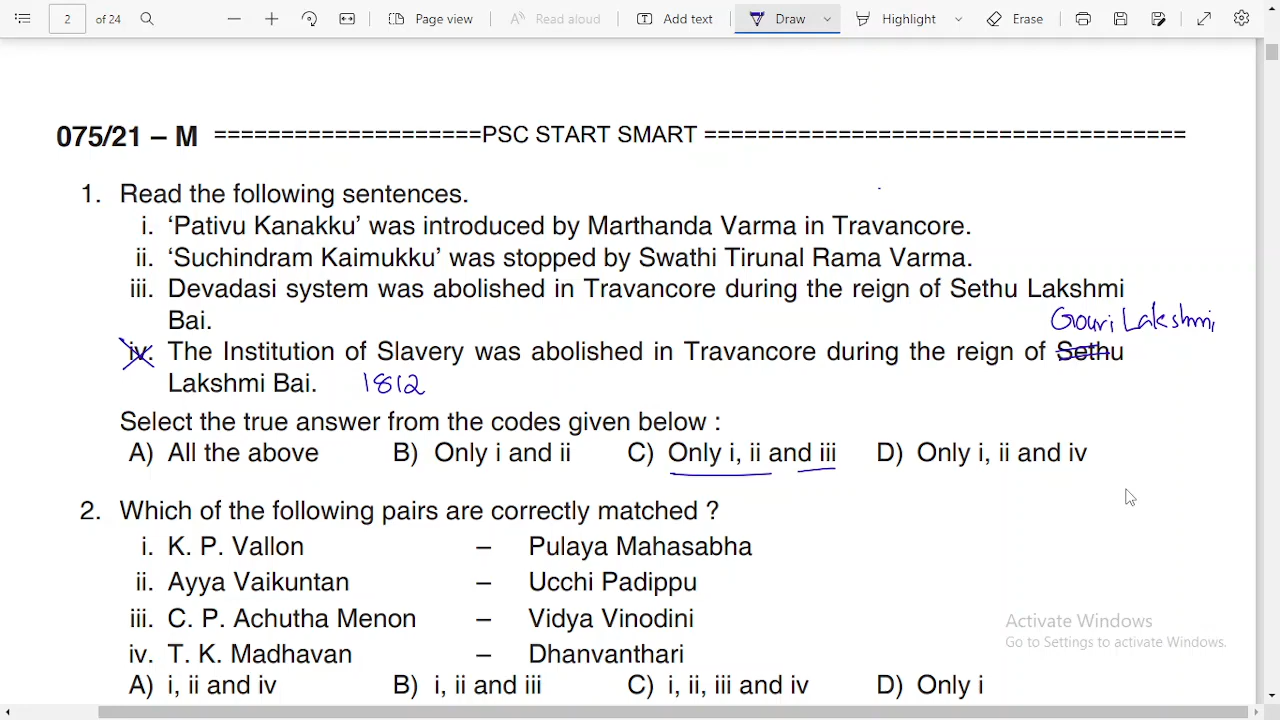 2 of 24 Page view Read aloud Add text Draw Highlight Erase
075/21 – M ====================PSC START SMART ====================================
1. Read the following sentences.
i. ‘Pativu Kanakku’ was introduced by Marthanda Varma in Travancore.
ii. ‘Suchindram Kaimukku’ was stopped by Swathi Tirunal Rama Varma.
iii. Devadasi system was abolished in Travancore during the reign of Sethu Lakshmi
Bai.
Gouri Lakshmi
iv. The Institution of Slavery was abolished in Travancore during the reign of Sethu
Lakshmi Bai. 1812
Select the true answer from the codes given below :
A) All the above B) Only i and ii C) Only i, ii and iii D) Only i, ii and iv
2. Which of the following pairs are correctly matched ?
i. K. P. Vallon – Pulaya Mahasabha
ii. Ayya Vaikuntan – Ucchi Padippu
iii. C. P. Achutha Menon – Vidya Vinodini
iv. T. K. Madhavan – Dhanvanthari
A) i, ii and iv B) i, ii and iii C) i, ii, iii and iv D) Only i
Activate Windows
Go to Settings to activate Windows.